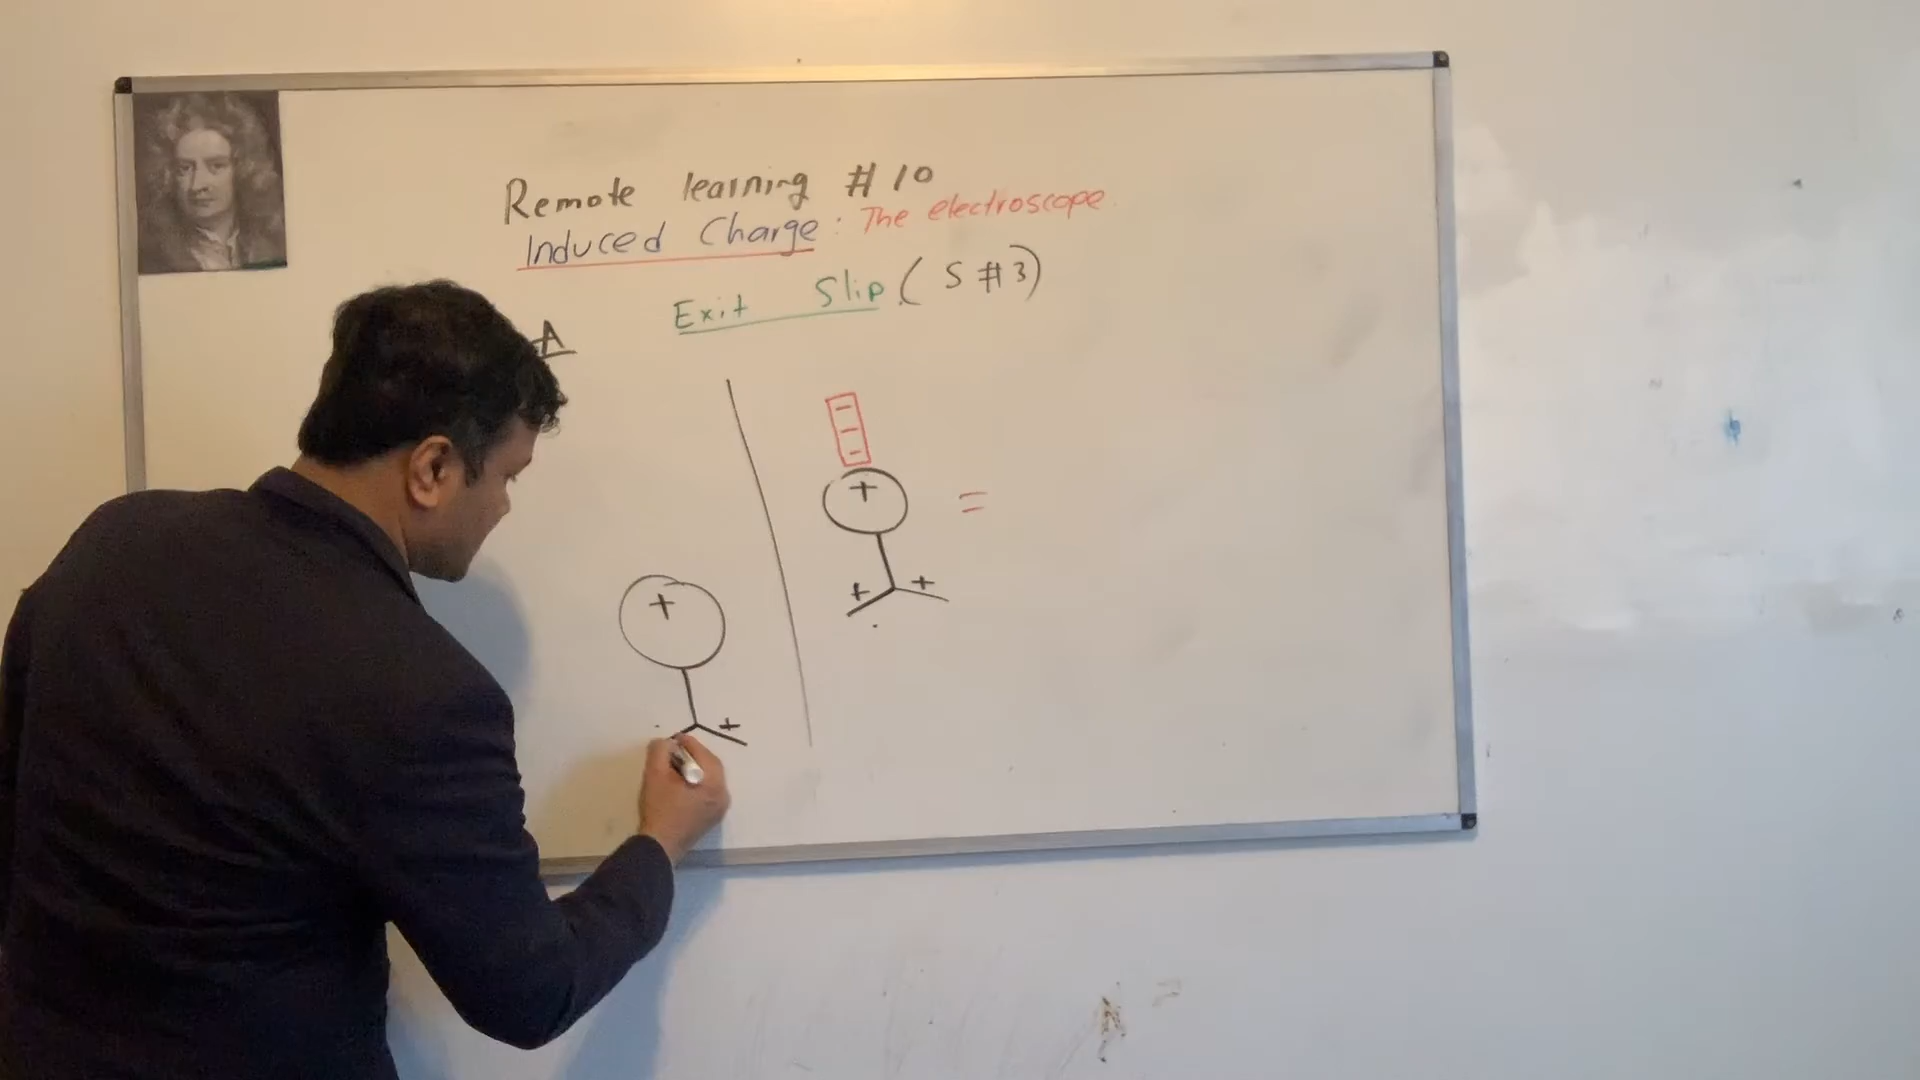 Remote learning # 10
Induced Charge : The electroscope.
Exit Slip. ( S # 3 )
A
-
-
-
+
=
+ +
+
+